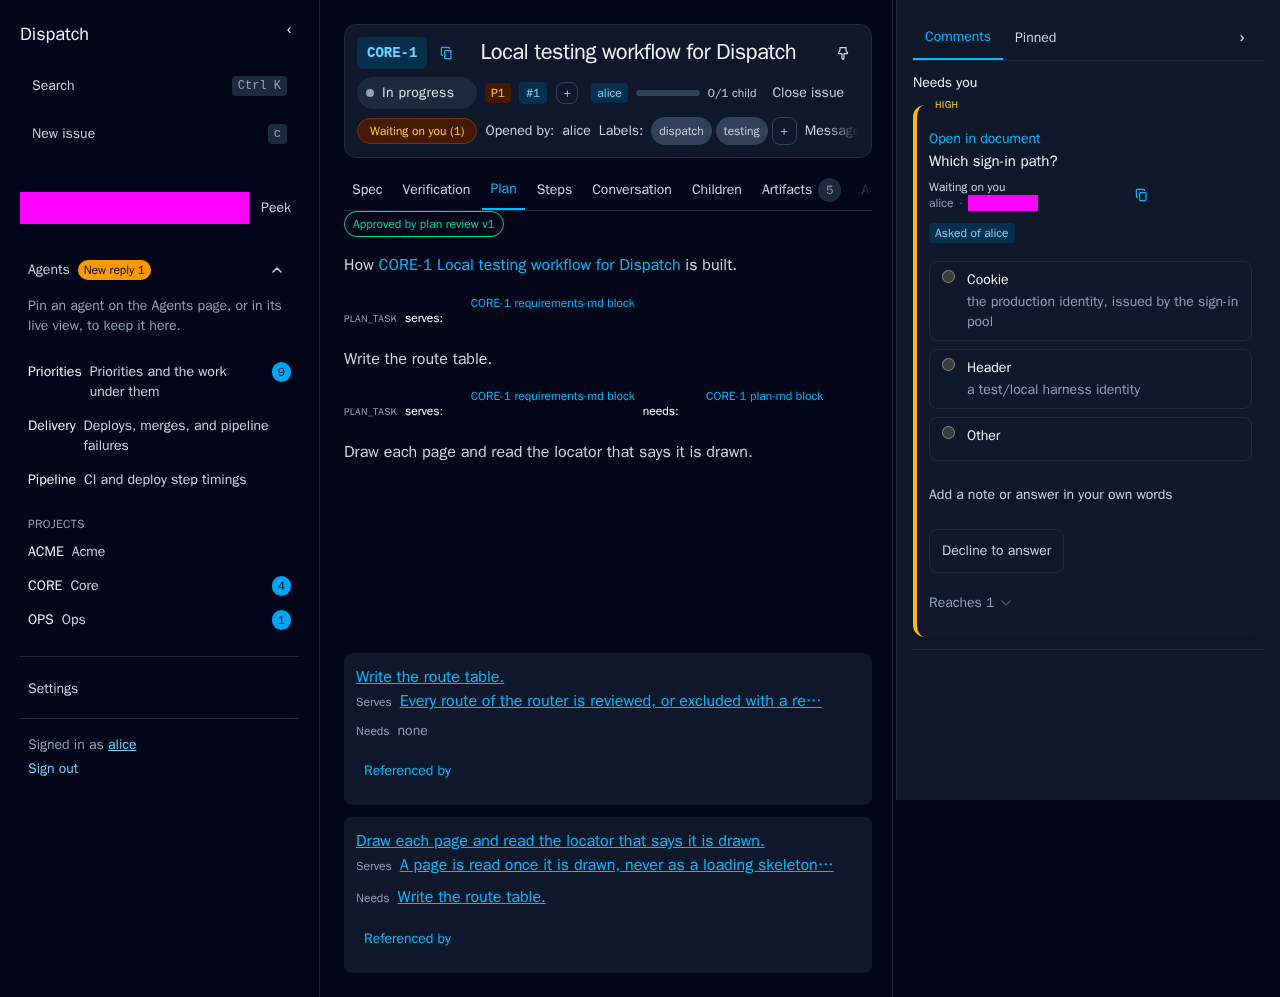 Dispatch
Search Ctrl K
New issue C
Peek
Agents New reply 1
Pin an agent on the Agents page, or in its
live view, to keep it here.
Priorities Priorities and the work
under them
9
Delivery Deploys, merges, and pipeline
failures
Pipeline CI and deploy step timings
PROJECTS
ACME Acme
CORE Core 4
OPS Ops 1
Settings
Signed in as alice
Sign out
CORE-1 Local testing workflow for Dispatch
In progress P1 #1 + alice 0/1 child Close issue
Waiting on you (1) Opened by: alice Labels: dispatch testing + Message
Spec Verification Plan Steps Conversation Children Artifacts 5
Approved by plan review v1
How CORE-1 Local testing workflow for Dispatch is built.
PLAN_TASK serves: CORE-1 requirements-md block
Write the route table.
PLAN_TASK serves: CORE-1 requirements-md block needs: CORE-1 plan-md block
Draw each page and read the locator that says it is drawn.
Write the route table.
Serves Every route of the router is reviewed, or excluded with a re…
Needs none
Referenced by
Draw each page and read the locator that says it is drawn.
Serves A page is read once it is drawn, never as a loading skeleton…
Needs Write the route table.
Referenced by
Comments Pinned
Needs you
HIGH
Open in document
Which sign-in path?
Waiting on you
alice ·
Asked of alice
Cookie
the production identity, issued by the sign-in
pool
Header
a test/local harness identity
Other
Add a note or answer in your own words
Decline to answer
Reaches 1